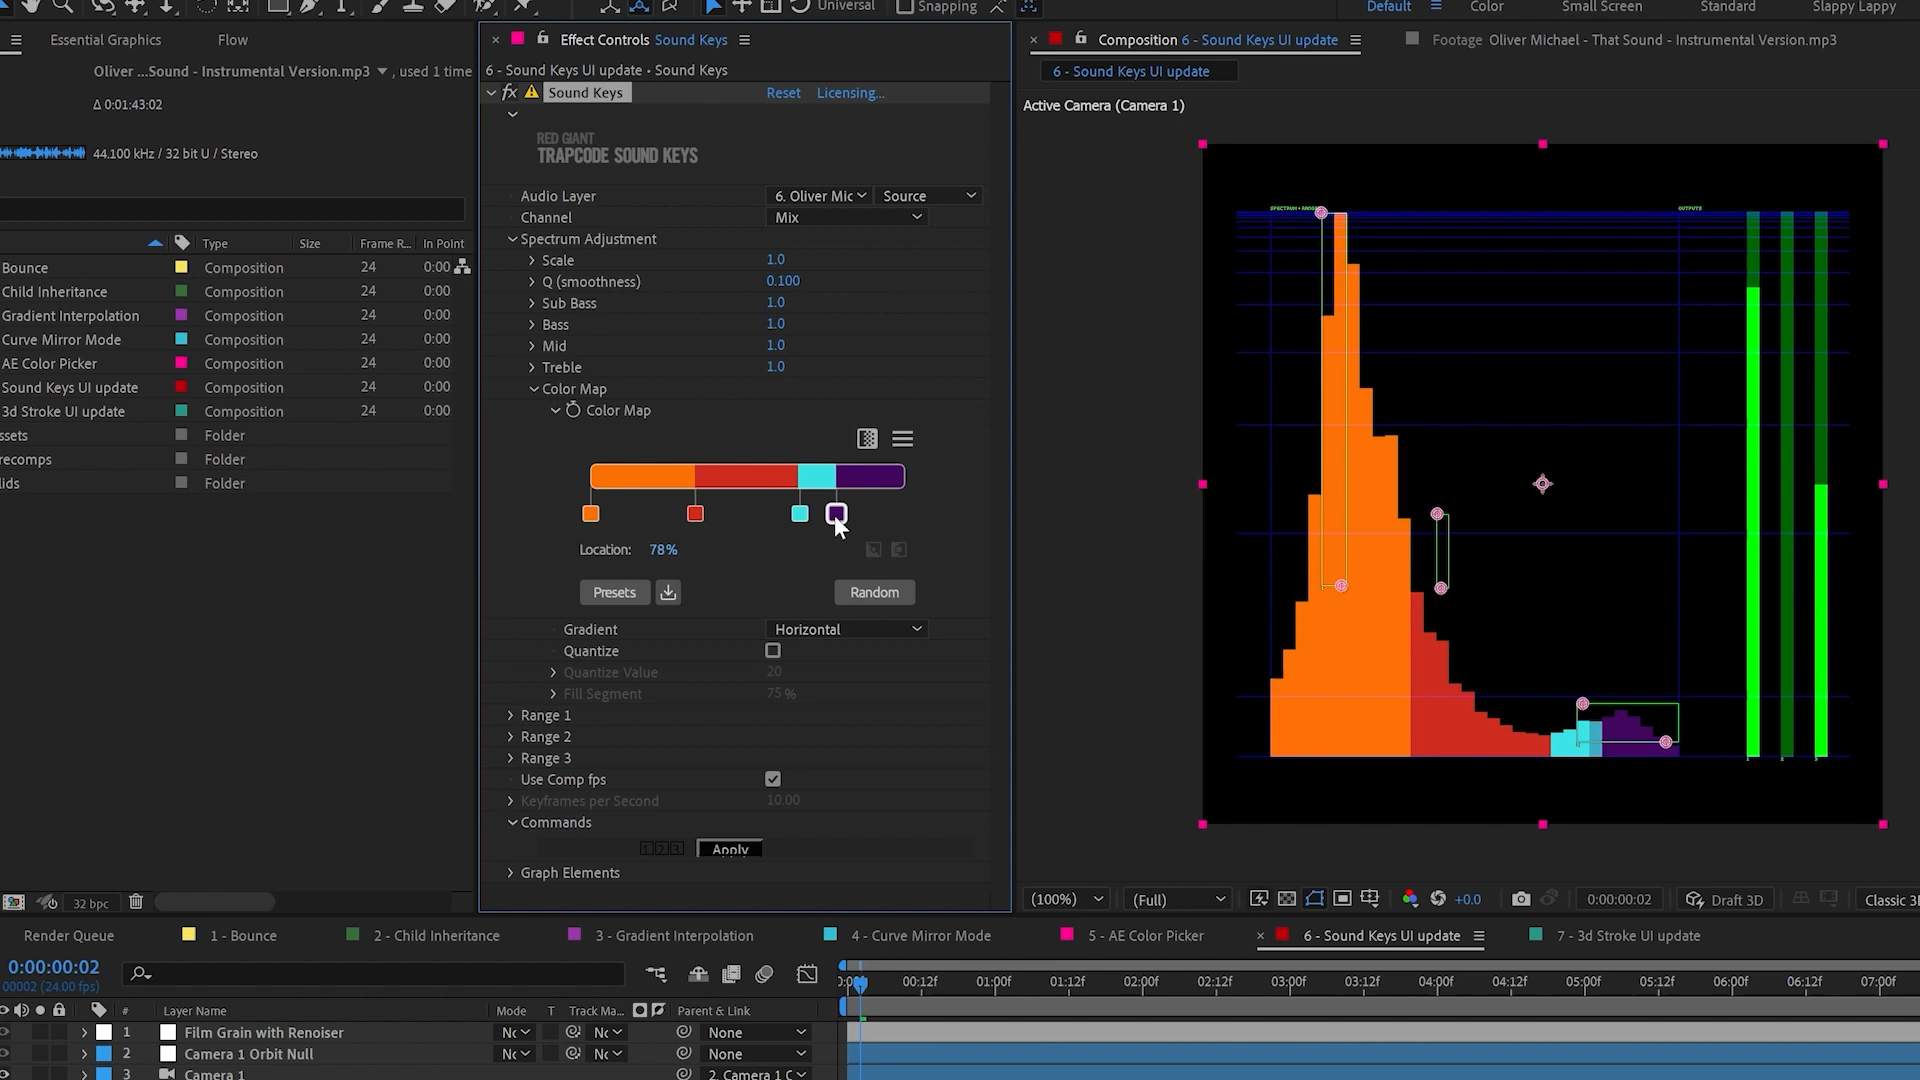 Universal
Snapping
Default
Color
Small Screen
Standard
Slappy Lappy
Essential Graphics
Flow
Effect Controls Sound Keys
Composition 6 - Sound Keys UI update
Footage Oliver Michael - That Sound - Instrumental Version.mp3
Oliver ...Sound - Instrumental Version.mp3 , used 1 time
6 - Sound Keys UI update • Sound Keys
6 - Sound Keys UI update
fx Sound Keys
Reset
Licensing...
Δ 0:01:43:02
Active Camera (Camera 1)
RED GIANT
TRAPCODE SOUND KEYS
44.100 kHz / 32 bit U / Stereo
Audio Layer
6. Oliver Mic
Source
Channel
Mix
SPECTRUM + RANGE
OUTPUTS
Type
Size
Frame R...
In Point
Spectrum Adjustment
Scale
1.0
Bounce
Composition
24
0:00
Q (smoothness)
0.100
Child Inheritance
Composition
24
0:00
Sub Bass
1.0
Gradient Interpolation
Composition
24
0:00
Bass
1.0
Curve Mirror Mode
Composition
24
0:00
Mid
1.0
AE Color Picker
Composition
24
0:00
Treble
1.0
Sound Keys UI update
Composition
24
0:00
Color Map
3d Stroke UI update
Composition
24
0:00
Color Map
ssets
Folder
recomps
Folder
lids
Folder
Location:
78%
Presets
Random
Gradient
Horizontal
Quantize
Quantize Value
20
Fill Segment
75 %
Range 1
Range 2
Range 3
Use Comp fps
Keyframes per Second
10.00
Commands
1 2 3
Apply
Graph Elements
32 bpc
(100%)
(Full)
+0.0
0:00:00:02
Draft 3D
Classic 3
Render Queue
1 - Bounce
2 - Child Inheritance
3 - Gradient Interpolation
4 - Curve Mirror Mode
5 - AE Color Picker
6 - Sound Keys UI update
7 - 3d Stroke UI update
0:00:00:02
00002 (24.00 fps)
00:12f
01:00f
01:12f
02:00f
02:12f
03:00f
03:12f
04:00f
04:12f
05:00f
05:12f
06:00f
06:12f
07:00f
#
Layer Name
Mode
T
Track Ma...
Parent & Link
1
Film Grain with Renoiser
None
2
Camera 1 Orbit Null
None
3
Camera 1
2. Camera 1 C